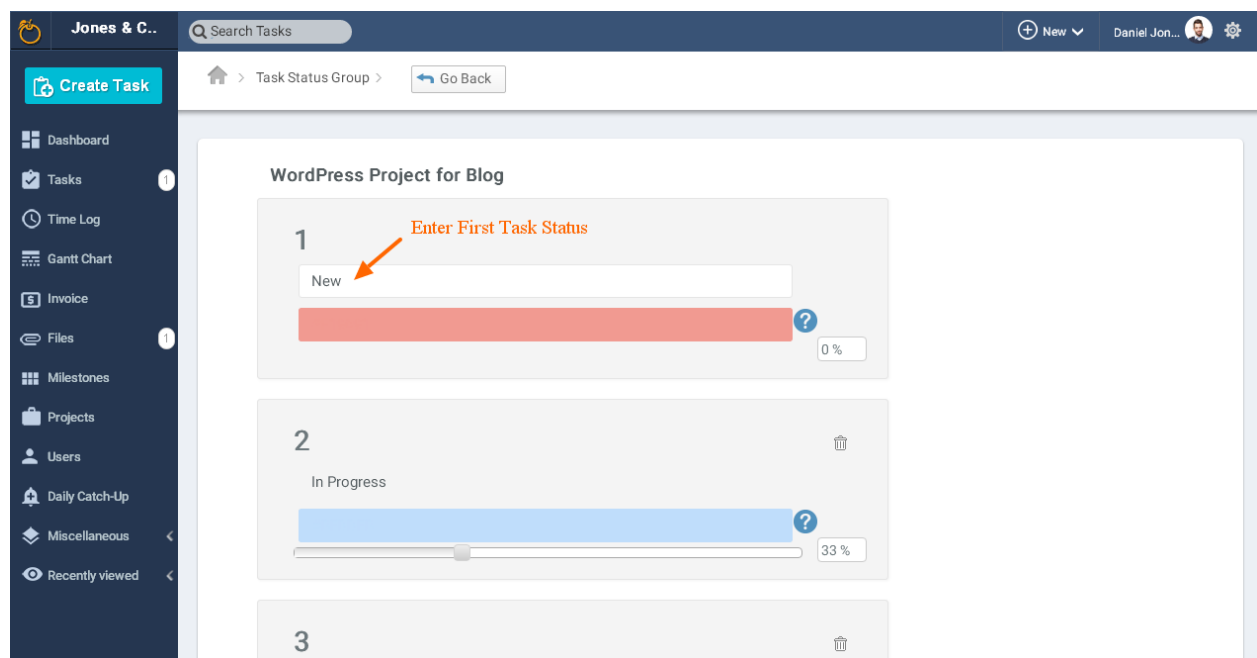 Jones & C..
Search Tasks
New
Daniel Jon...
Create Task
Task Status Group
Go Back
Dashboard
Tasks
1
Time Log
Gantt Chart
Invoice
Files
1
Milestones
Projects
Users
Daily Catch-Up
Miscellaneous
Recently viewed
WordPress Project for Blog
1
Enter First Task Status
New
?
0 %
2
In Progress
?
33 %
3